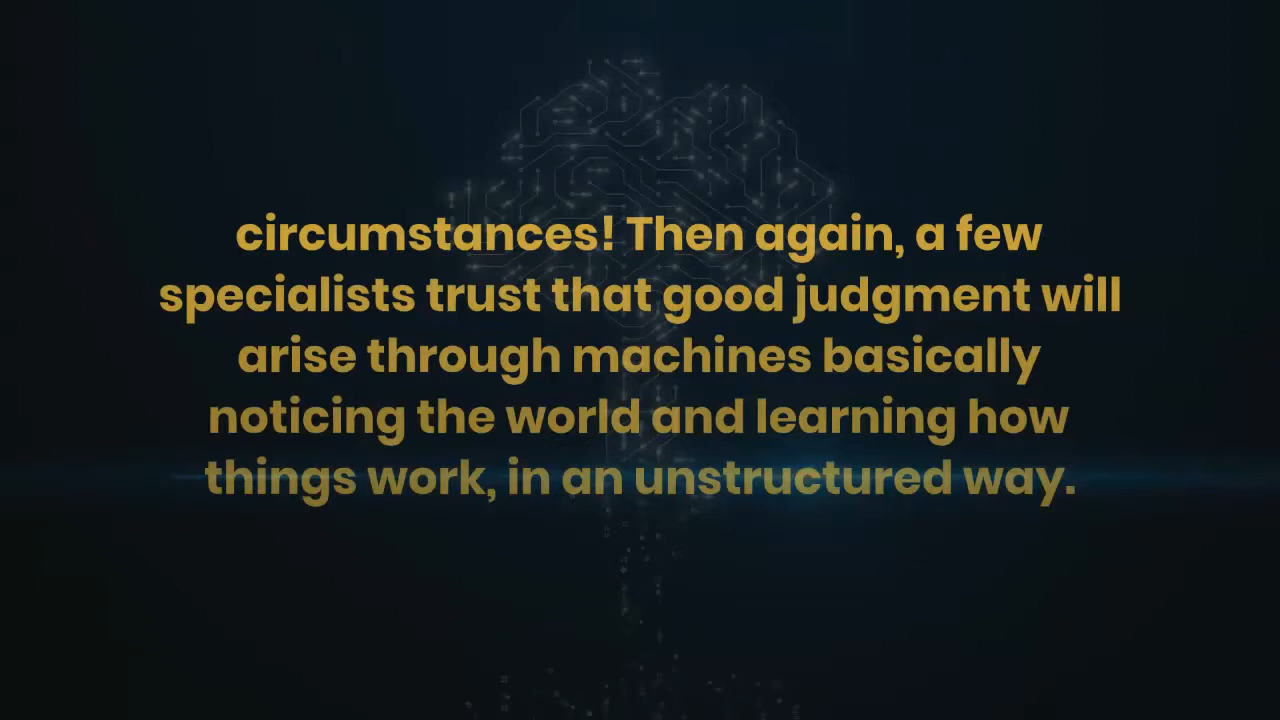 circumstances! Then again, a few
specialists trust that good judgment will
arise through machines basically
noticing the world and learning how
things work, in an unstructured way.